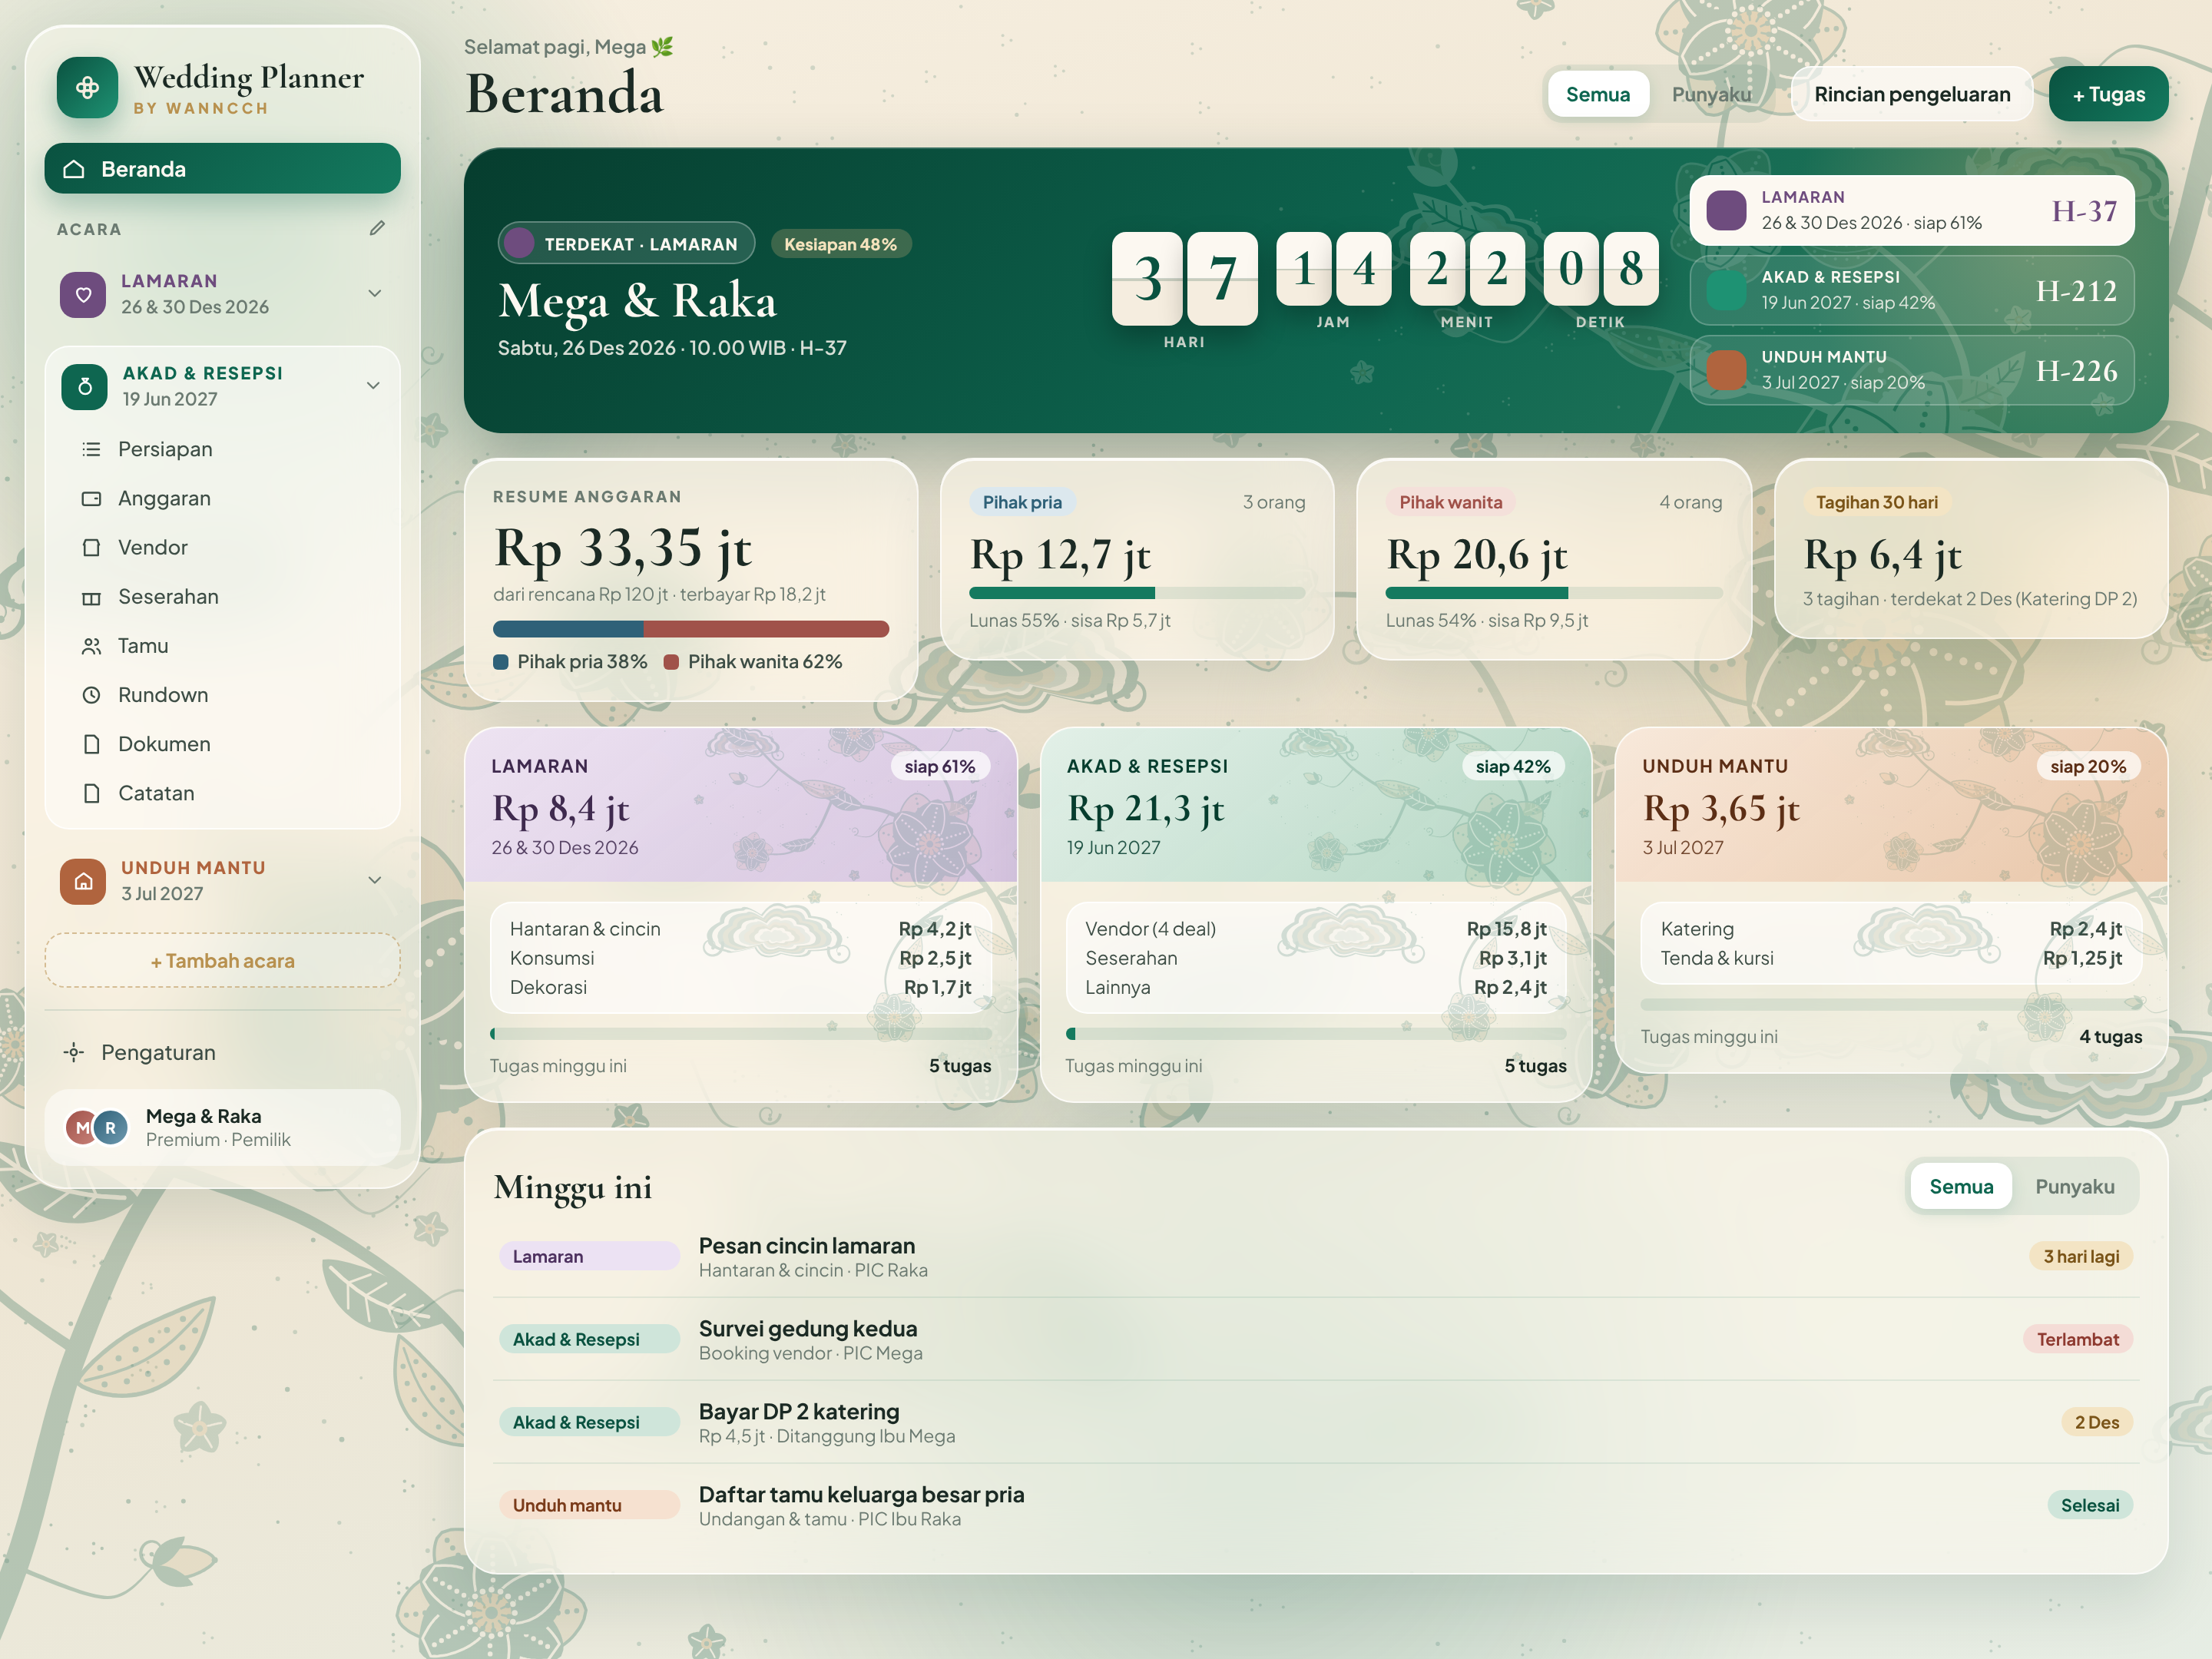 Wedding Planner
BY WANNCCH
Beranda
ACARA
LAMARAN
26 & 30 Des 2026
AKAD & RESEPSI
19 Jun 2027
Persiapan
Anggaran
Vendor
Seserahan
Tamu
Rundown
Dokumen
Catatan
UNDUH MANTU
3 Jul 2027
+ Tambah acara
Pengaturan
M R
Mega & Raka
Premium · Pemilik
Selamat pagi, Mega 🌿
Beranda
Semua Punyaku Rincian pengeluaran + Tugas
TERDEKAT · LAMARAN Kesiapan 48%
Mega & Raka
Sabtu, 26 Des 2026 · 10.00 WIB · H-37
37 14 22 08
HARI JAM MENIT DETIK
LAMARAN
26 & 30 Des 2026 · siap 61%
H-37
AKAD & RESEPSI
19 Jun 2027 · siap 42%
H-212
UNDUH MANTU
3 Jul 2027 · siap 20%
H-226
RESUME ANGGARAN
Rp 33,35 jt
dari rencana Rp 120 jt · terbayar Rp 18,2 jt
Pihak pria 38% Pihak wanita 62%
Pihak pria 3 orang
Rp 12,7 jt
Lunas 55% · sisa Rp 5,7 jt
Pihak wanita 4 orang
Rp 20,6 jt
Lunas 54% · sisa Rp 9,5 jt
Tagihan 30 hari
Rp 6,4 jt
3 tagihan · terdekat 2 Des (Katering DP 2)
LAMARAN siap 61%
Rp 8,4 jt
26 & 30 Des 2026
Hantaran & cincin Rp 4,2 jt
Konsumsi Rp 2,5 jt
Dekorasi Rp 1,7 jt
Tugas minggu ini 5 tugas
AKAD & RESEPSI siap 42%
Rp 21,3 jt
19 Jun 2027
Vendor (4 deal) Rp 15,8 jt
Seserahan Rp 3,1 jt
Lainnya Rp 2,4 jt
Tugas minggu ini 5 tugas
UNDUH MANTU siap 20%
Rp 3,65 jt
3 Jul 2027
Katering Rp 2,4 jt
Tenda & kursi Rp 1,25 jt
Tugas minggu ini 4 tugas
Minggu ini Semua Punyaku
Lamaran Pesan cincin lamaran 3 hari lagi
Hantaran & cincin · PIC Raka
Akad & Resepsi Survei gedung kedua Terlambat
Booking vendor · PIC Mega
Akad & Resepsi Bayar DP 2 katering 2 Des
Rp 4,5 jt · Ditanggung Ibu Mega
Unduh mantu Daftar tamu keluarga besar pria Selesai
Undangan & tamu · PIC Ibu Raka